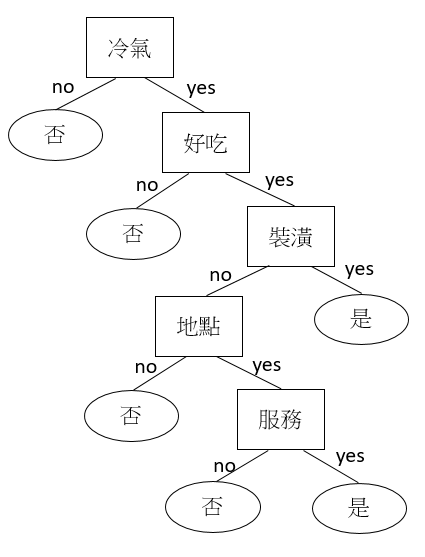 冷氣
no
yes
否
好吃
no
yes
否
裝潢
no
yes
地點
是
no
yes
否
服務
no
yes
否
是